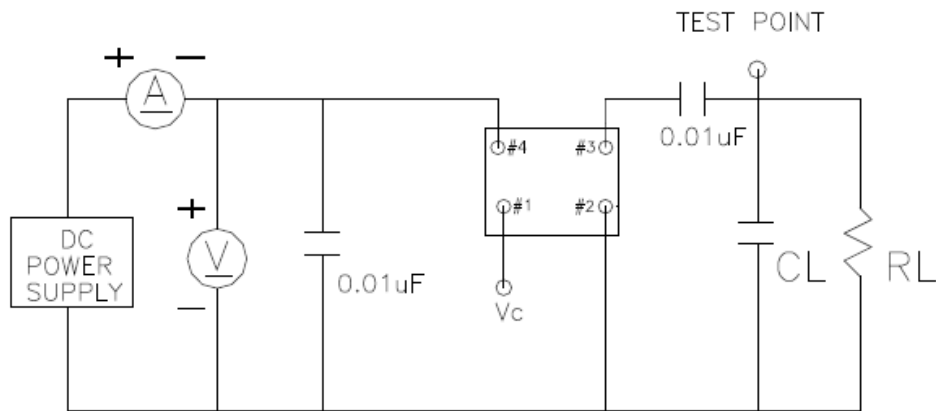 TEST POINT
+ −
A
0.01uF
#4 #3
#1 #2
+
V
−
DC
POWER
SUPPLY
0.01uF
Vc
CL
RL